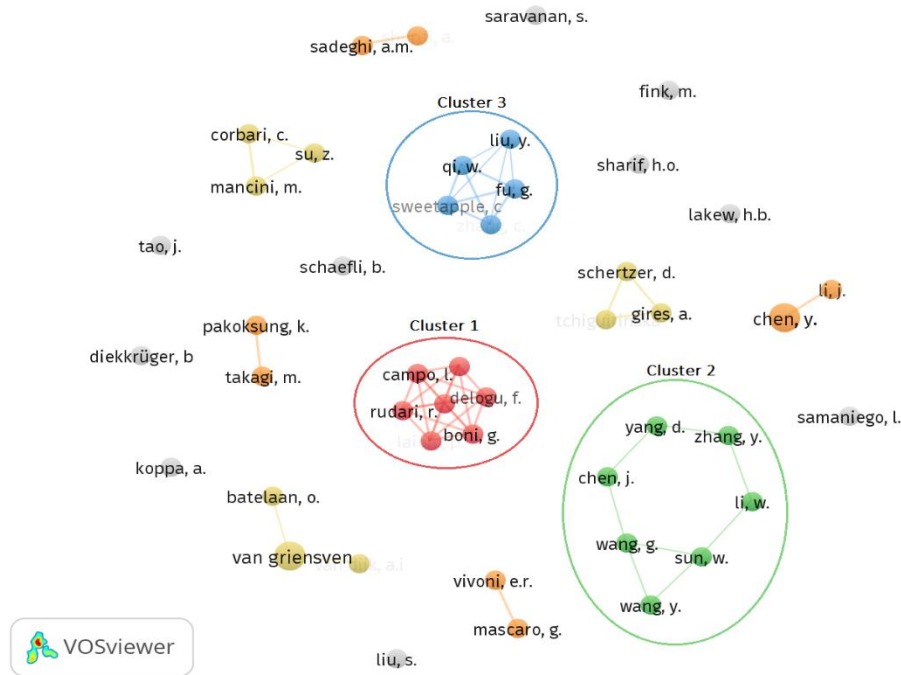 saravanan, s.
sadeghi, a.m.
fink, m.
Cluster 3
corbari, c.
su, z.
mancini, m.
liu, y.
qi, w.
fu, g.
sweetapple, c
sharif, h.o.
lakew, h.b.
tao, j.
schaefli, b.
schertzer, d.
gires, a.
li, j.
chen, y.
pakoksung, k.
takagi, m.
diekkrüger, b
Cluster 1
campo, l.
delogu, f.
rudari, r.
boni, g.
Cluster 2
yang, d.
zhang, y.
chen, j.
li, w.
wang, g.
sun, w.
wang, y.
samaniego, l.
koppa, a.
batelaan, o.
van griensven
vivoni, e.r.
mascaro, g.
liu, s.
VOSviewer